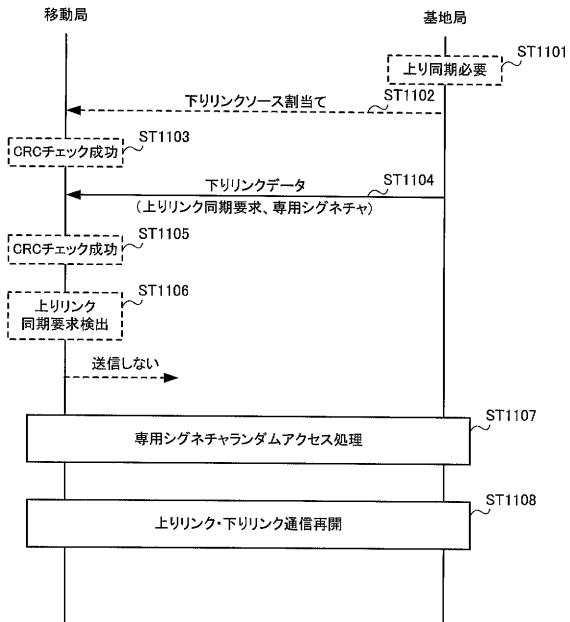 移動局
基地局
ST1101
上り同期必要
下りリンクソース割当て
ST1102
ST1103
CRCチェック成功
下りリンクデータ
ST1104
(上りリンク同期要求、専用シグネチャ)
ST1105
CRCチェック成功
ST1106
上りリンク
同期要求検出
送信しない
ST1107
専用シグネチャランダムアクセス処理
ST1108
上りリンク・下りリンク通信再開